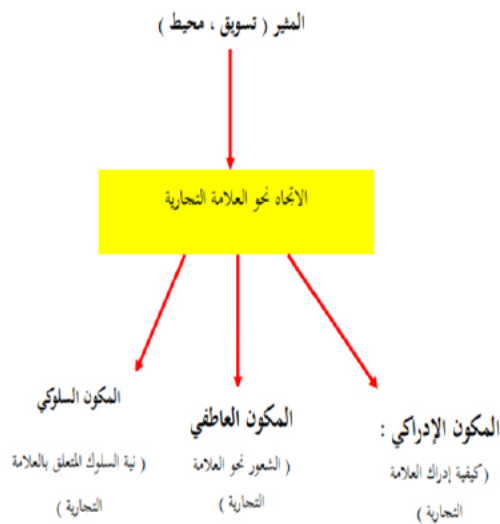 المثير ( تسويق ، محيط )
الاتجاه نحو العلامة التجارية
المكون الإدراكي :
( كيفية إدراك العلامة
التجارية )
المكون العاطفي
( الشعور نحو العلامة
التجارية )
المكون السلوكي
( نية السلوك المتعلق بالعلامة
التجارية )